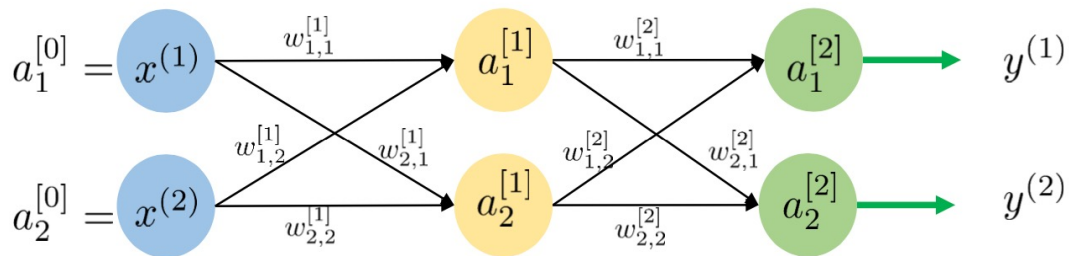 a_1^{[0]} = x^{(1)} w_{1,1}^{[1]} a_1^{[1]} w_{1,1}^{[2]} a_1^{[2]} y^{(1)}
w_{1,2}^{[1]} w_{2,1}^{[1]} w_{1,2}^{[2]} w_{2,1}^{[2]}
a_2^{[0]} = x^{(2)} w_{2,2}^{[1]} a_2^{[1]} w_{2,2}^{[2]} a_2^{[2]} y^{(2)}